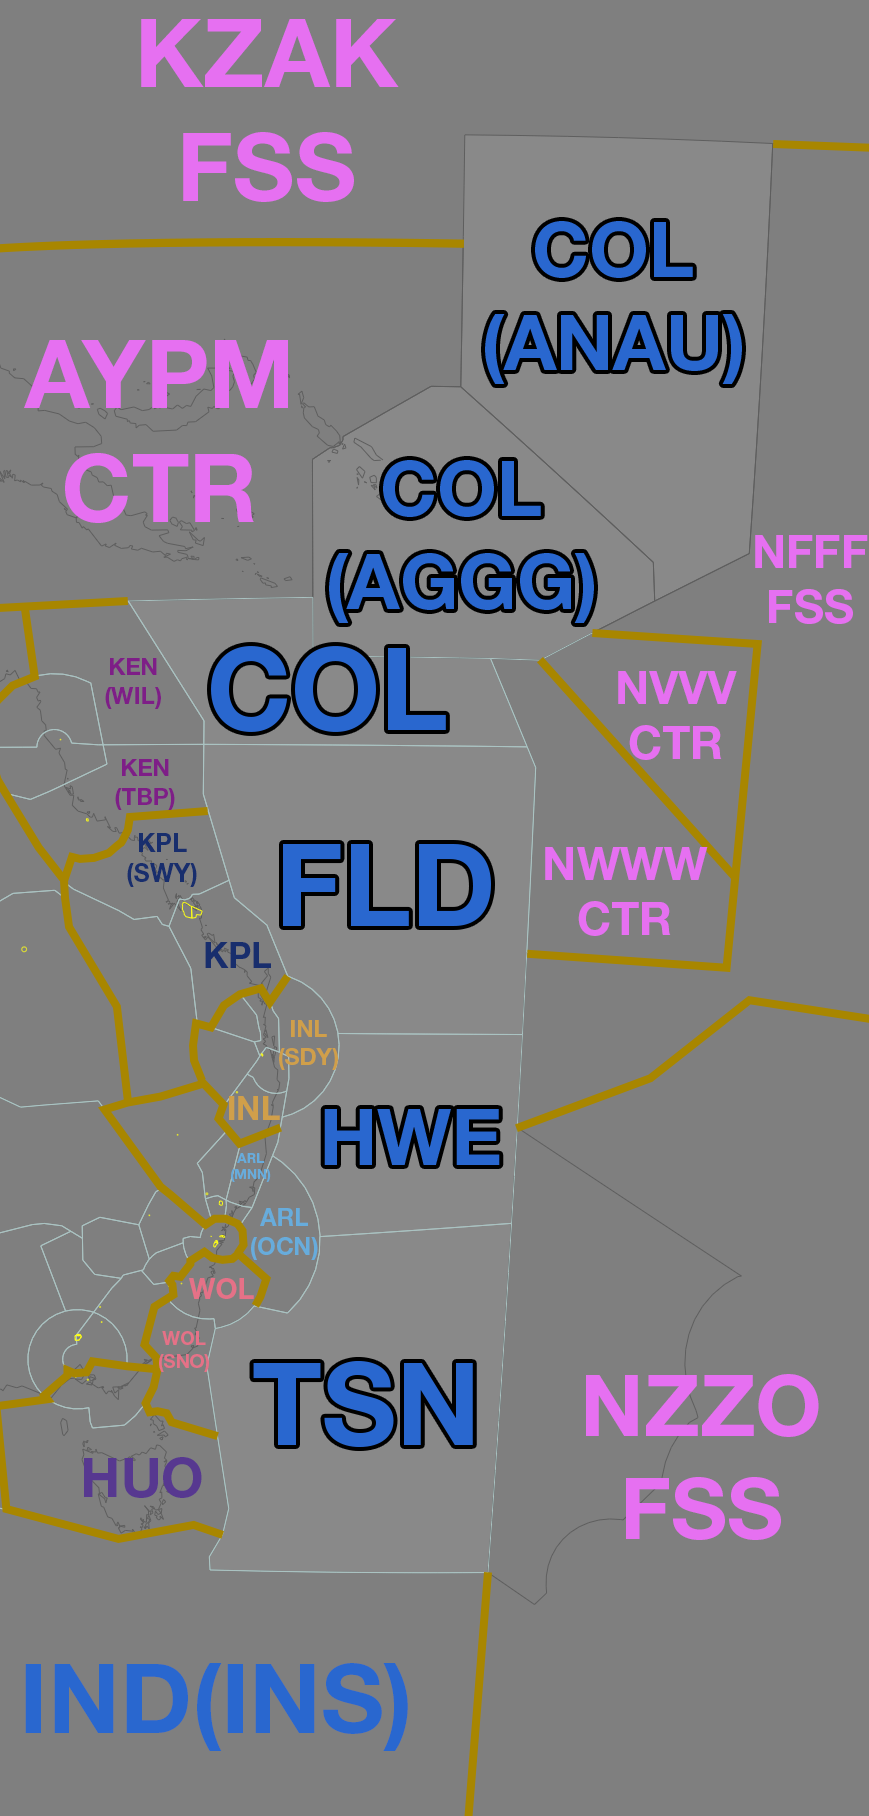 KZAK
FSS
COL
(ANAU)
AYPM
CTR
COL
(AGGG)
NFFF
FSS
KEN
(WIL)
COL
NVVV
CTR
KEN
(TBP)
KPL
(SWY)
FLD
NWWW
CTR
KPL
INL
(SDY)
INL
HWE
ARL
(MNN)
ARL
(OCN)
WOL
WOL
(SNO)
TSN
NZZO
FSS
HUO
IND(INS)